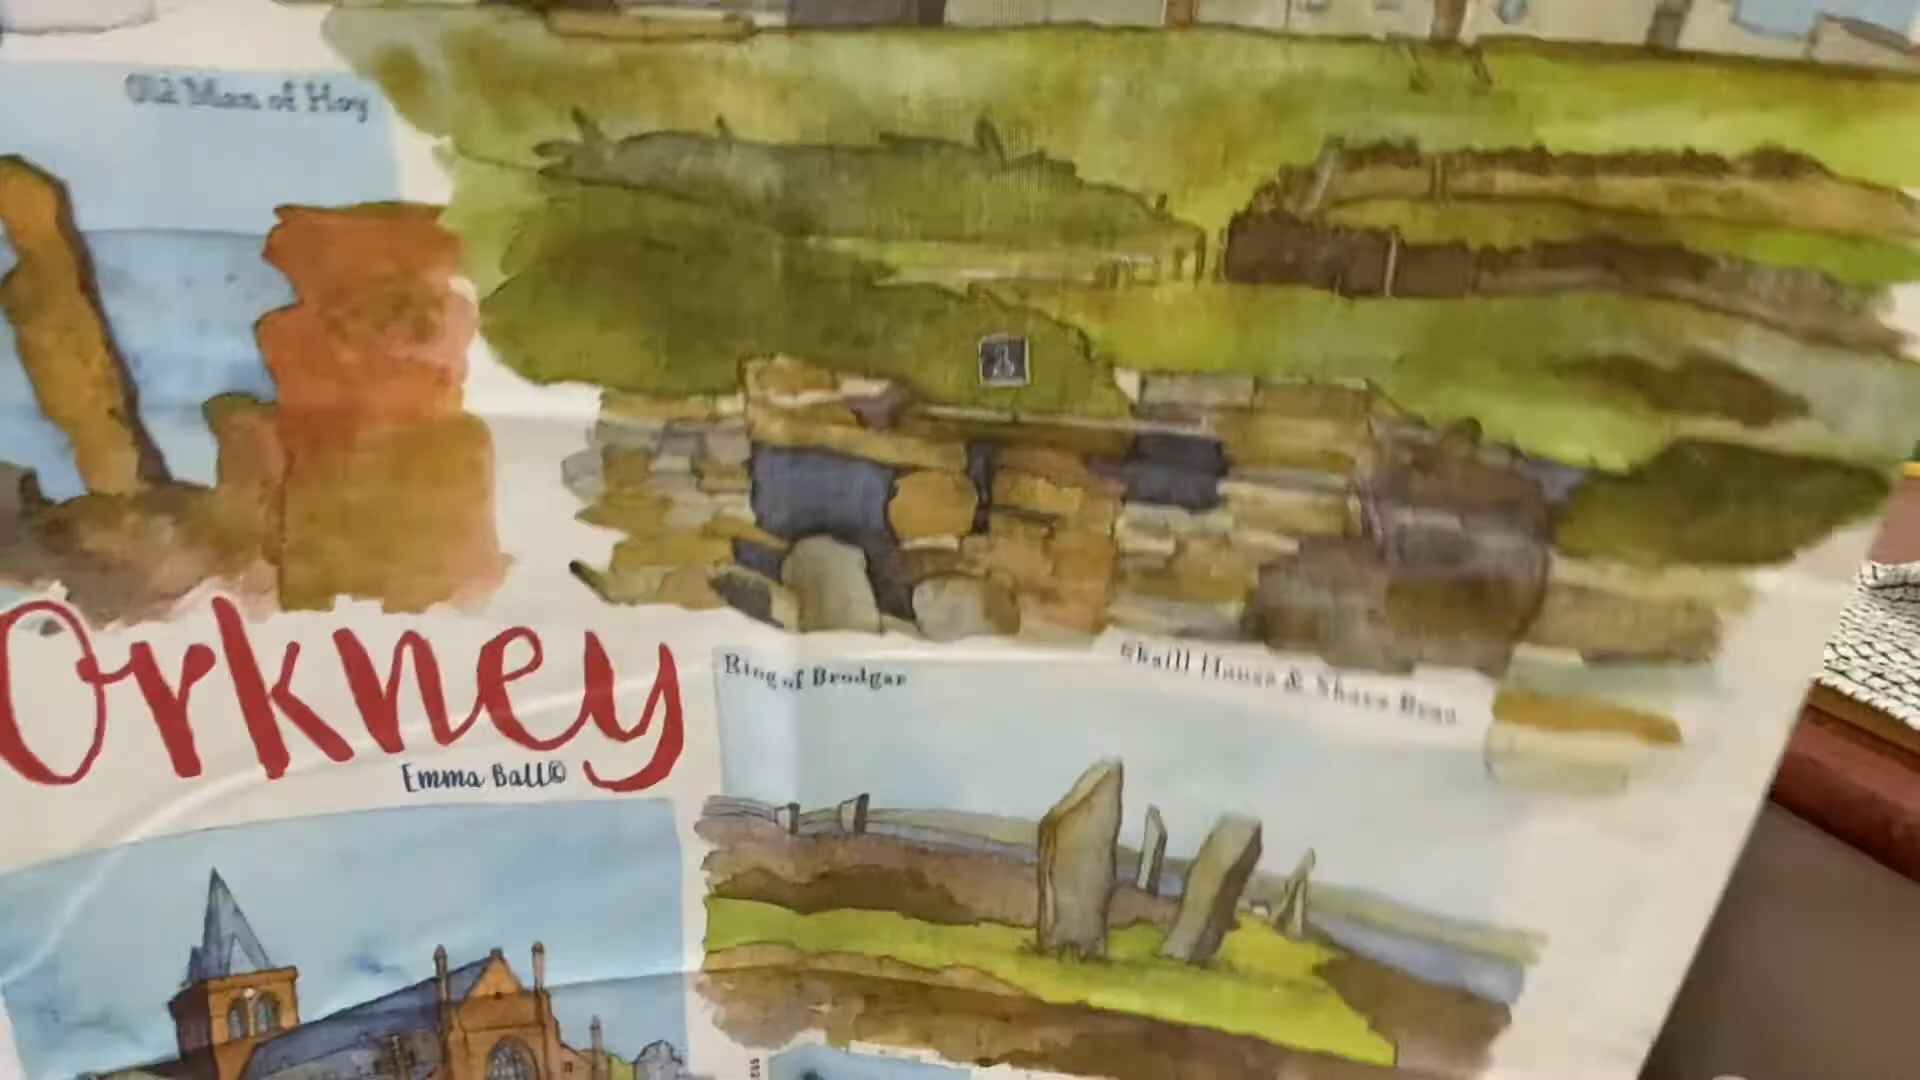 Old Man of Hoy
Orkney
Emma Ball©
Ring of Brodgar
Skaill House & Skara Brae